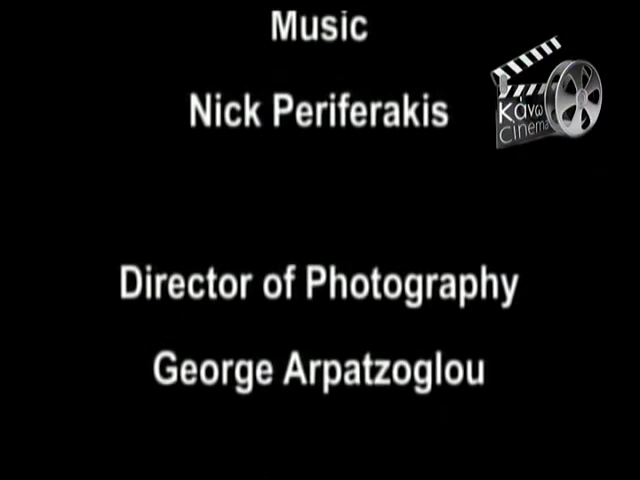 Music
Nick Periferakis
Κάνω
Cinema
Director of Photography
George Arpatzoglou